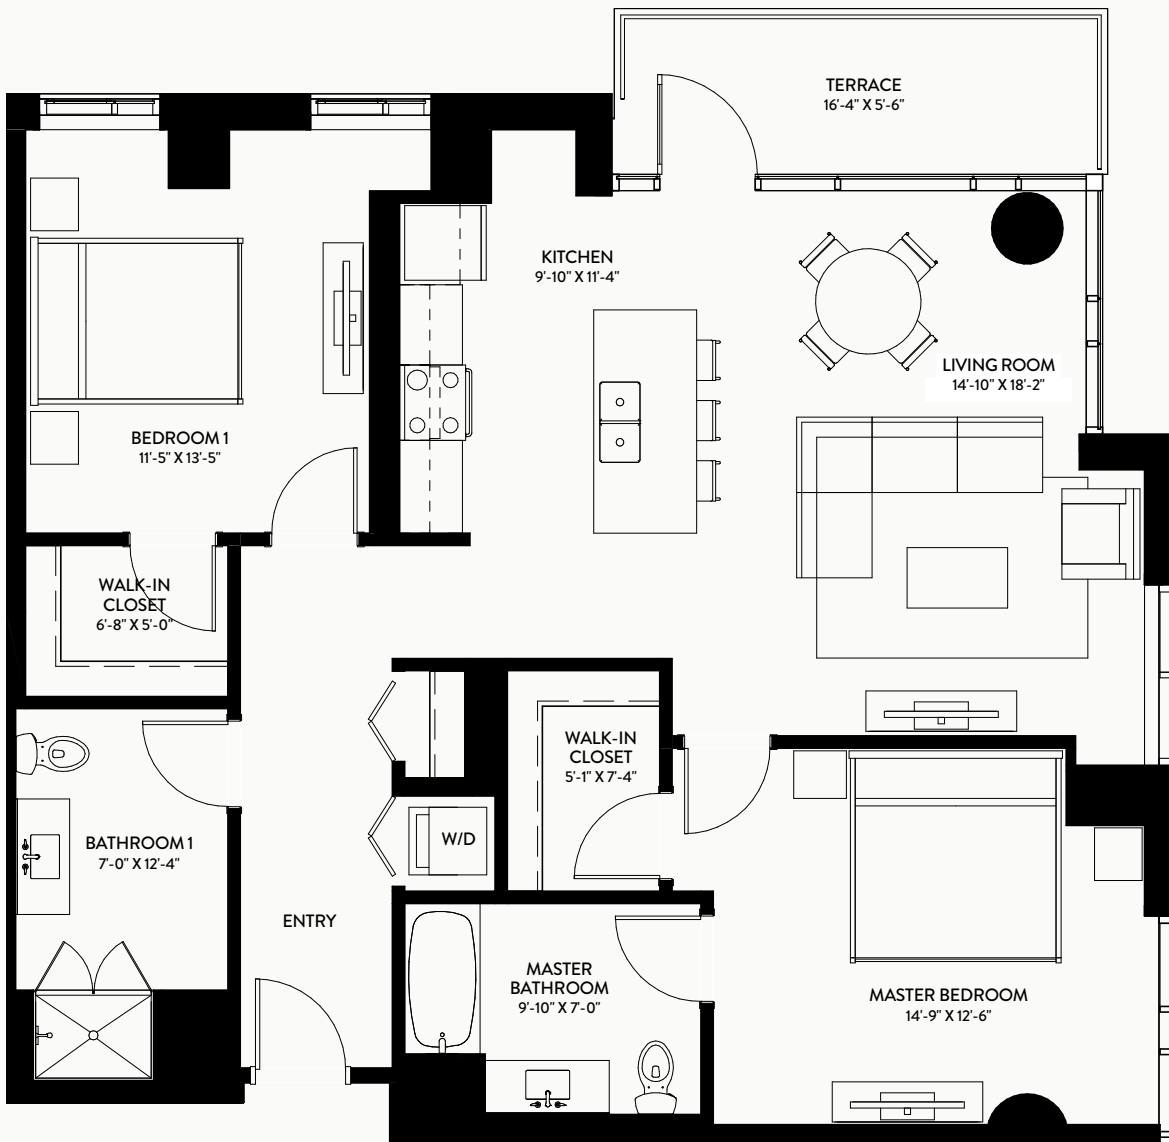 TERRACE
16'-4" X 5'-6"
KITCHEN
9'-10" X 11'-4"
LIVING ROOM
14'-10" X 18'-2"
BEDROOM 1
11'-5" X 13'-5"
WALK-IN
CLOSET
6'-8" X 5'-0"
WALK-IN
CLOSET
5'-1" X 7'-4"
BATHROOM 1
7'-0" X 12'-4"
W/D
ENTRY
MASTER
BATHROOM
9'-10" X 7'-0"
MASTER BEDROOM
14'-9" X 12'-6"